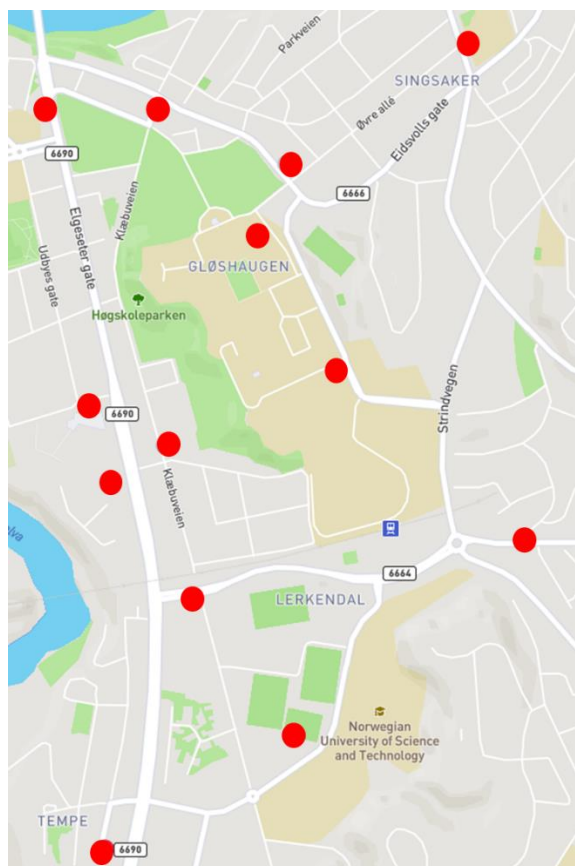 Parkveien
SINGSAKER
Øvre allé
Eidsvolls gate
6690
6666
Elgeseter gate
Klæbuveien
Udbyes gate
GLØSHAUGEN
Høgskoleparken
Strindvegen
6690
Klæbuveien
elva
6664
LERKENDAL
Norwegian
University of Science
and Technology
TEMPE
6690